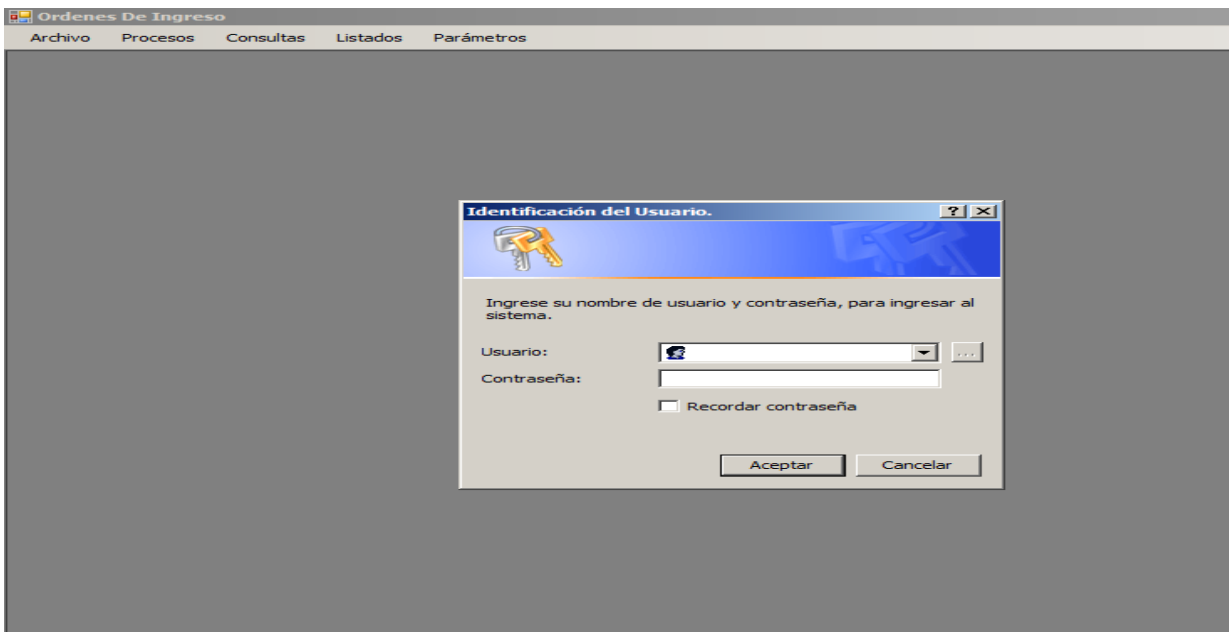 Ordenes De Ingreso
Archivo Procesos Consultas Listados Parámetros
Identificación del Usuario.
Ingrese su nombre de usuario y contraseña, para ingresar al
sistema.
Usuario:
...
Contraseña:
Recordar contraseña
Aceptar Cancelar